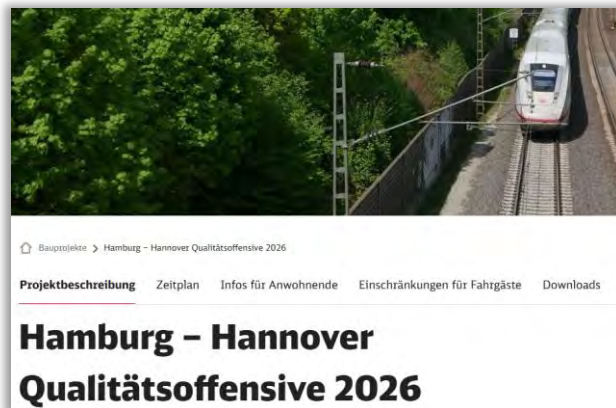 Bauprojekte > Hamburg – Hannover Qualitätsoffensive 2026
Projektbeschreibung Zeitplan Infos für Anwohnende Einschränkungen für Fahrgäste Downloads
Hamburg – Hannover
Qualitätsoffensive 2026